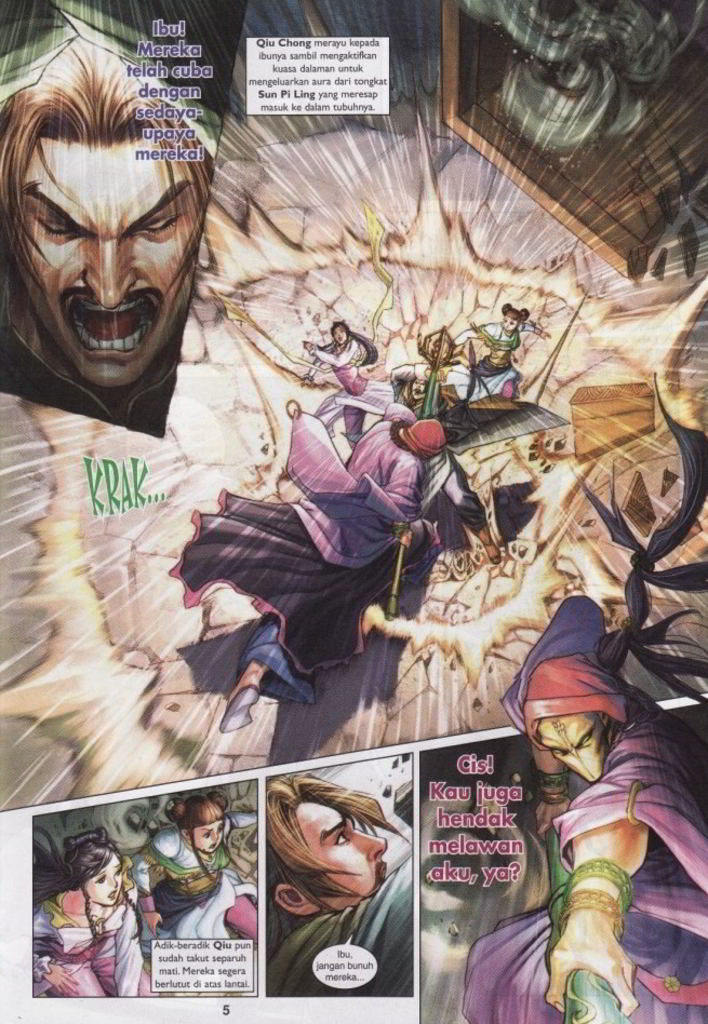 Ibu!
Mereka
telah cuba
dengan
sedaya-
upaya
mereka!
Qiu Chong merayu kepada
ibunya sambil mengaktifkan
kuasa dalaman untuk
mengeluarkan aura dari tongkat
Sun Pi Ling yang meresap
masuk ke dalam tubuhnya.
KRAK...
Adik-beradik Qiu pun
sudah takut separuh
mati. Mereka segera
berlutut di atas lantai.
Ibu,
jangan bunuh
mereka...
Cis!
Kau juga
hendak
melawan
aku, ya?
5